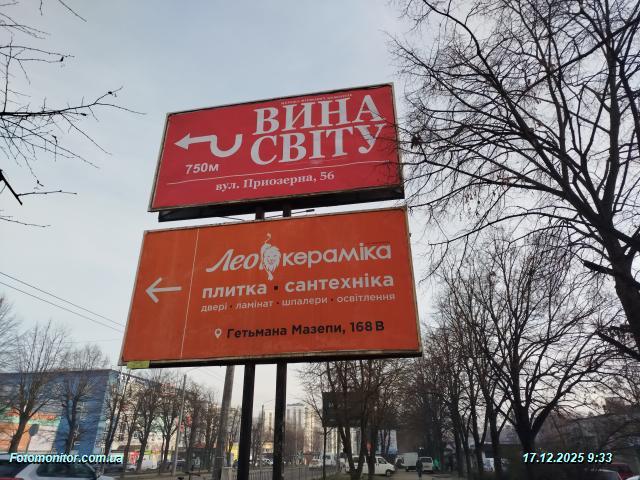 ВИНА
СВІТУ
750м
вул. Приозерна, 56
Лео кераміка
плитка • сантехніка
двері • ламінат • шпалери • освітлення
Гетьмана Мазепи, 168 В
Fotomonitor.com.ua
17.12.2025 9:33